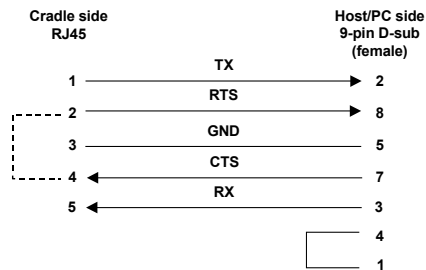 Cradle side
RJ45
Host/PC side
9-pin D-sub
(female)
1 TX 2
2 RTS 8
3 GND 5
4 CTS 7
5 RX 3
4
1